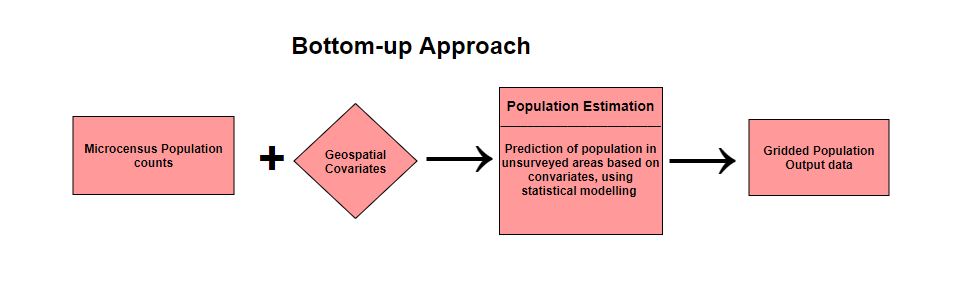 Bottom-up Approach
Microcensus Population
counts
+
Geospatial
Covariates
Population Estimation
Prediction of population in
unsurveyed areas based on
convariates, using
statistical modelling
Gridded Population
Output data